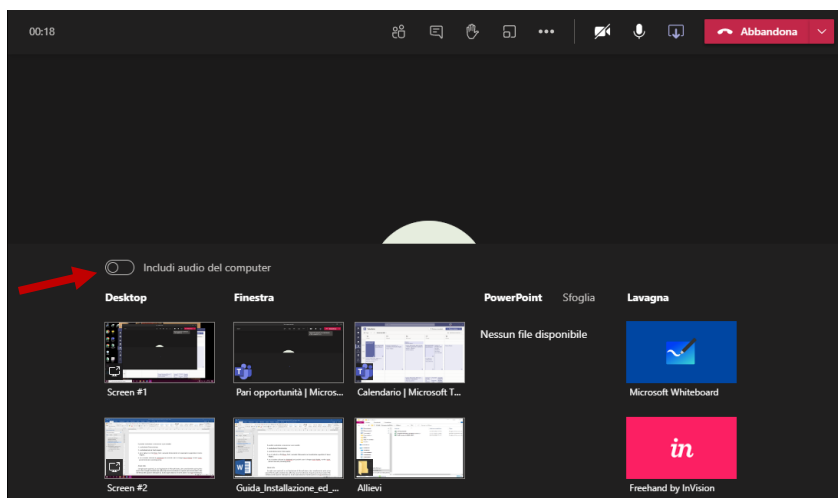 00:18
Abbandona
Includi audio del computer
Desktop
Finestra
PowerPoint
Sfoglia
Lavagna
Nessun file disponibile
Screen #1
Pari opportunità | Micros...
Calendario | Microsoft T...
Microsoft Whiteboard
in
Screen #2
Guida_Installazione_ed_...
Allievi
Freehand by InVision